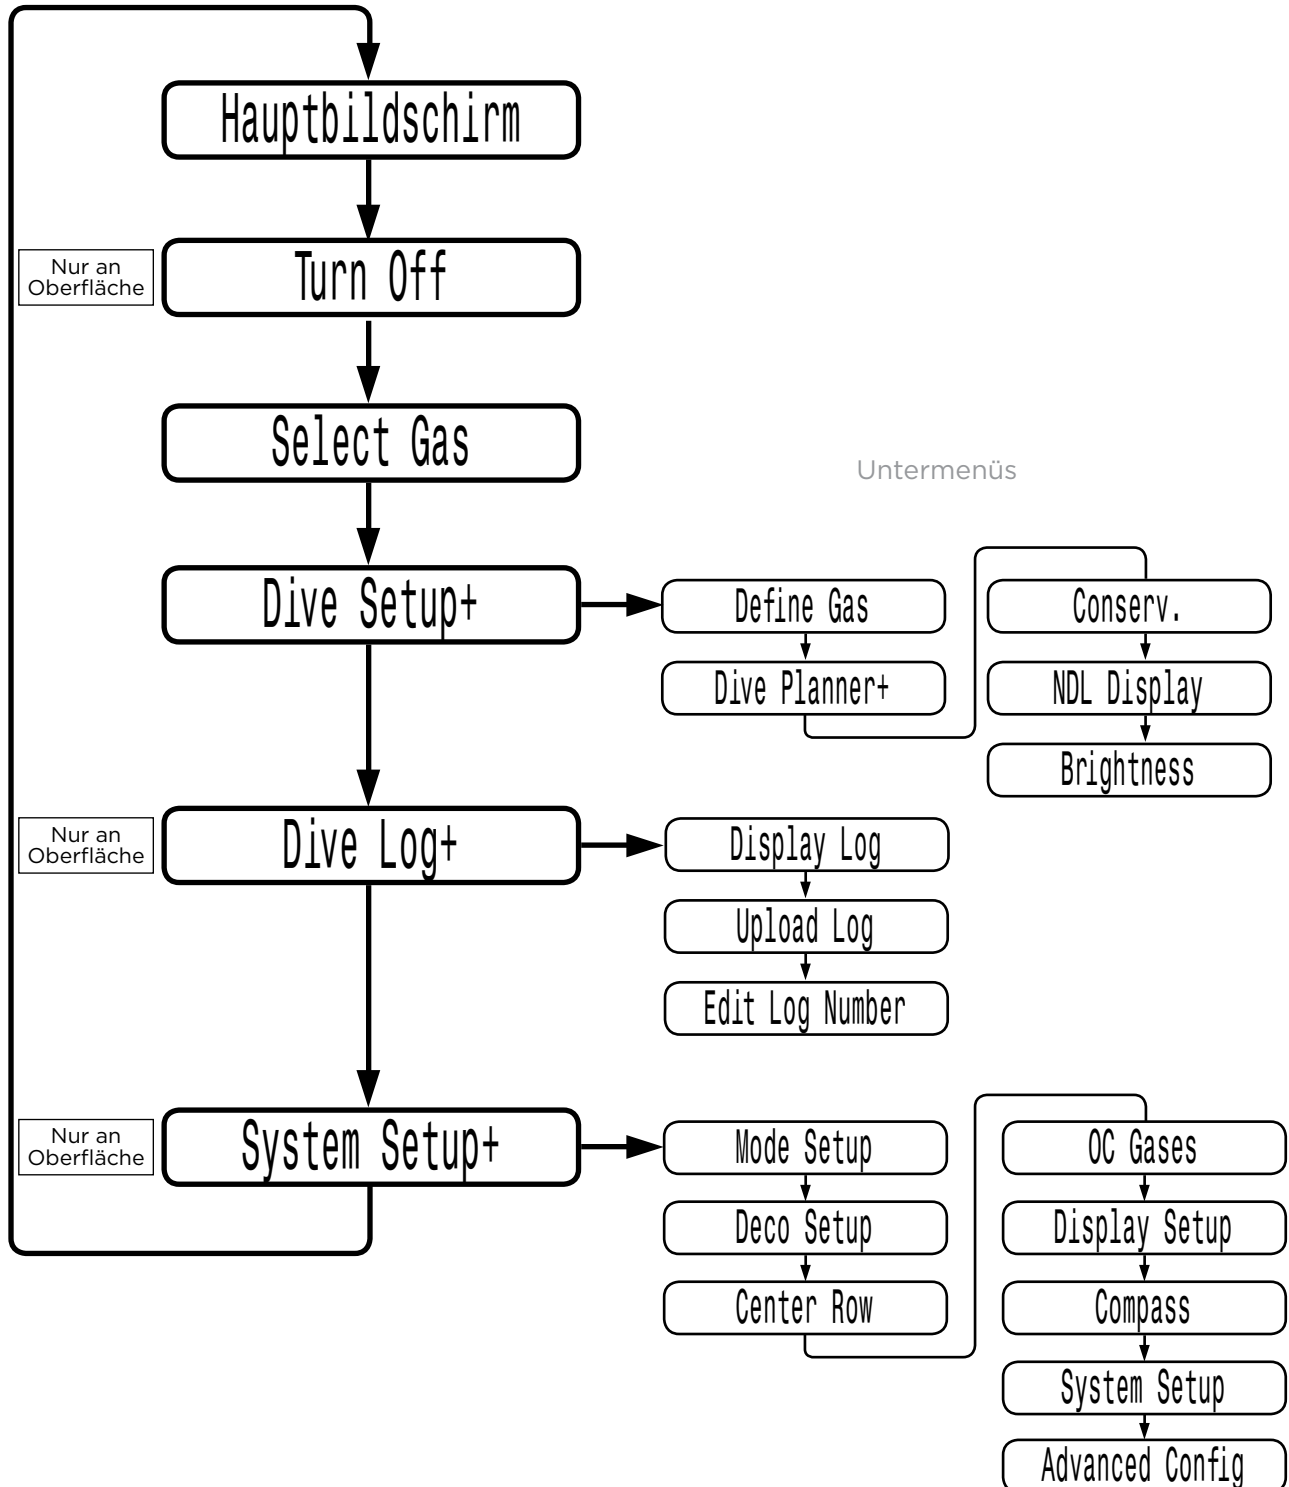 Hauptbildschirm
Nur an
Oberfläche
Turn Off
Select Gas
Untermenüs
Dive Setup+
Define Gas
Dive Planner+
Conserv.
NDL Display
Brightness
Nur an
Oberfläche
Dive Log+
Display Log
Upload Log
Edit Log Number
Nur an
Oberfläche
System Setup+
Mode Setup
Deco Setup
Center Row
OC Gases
Display Setup
Compass
System Setup
Advanced Config